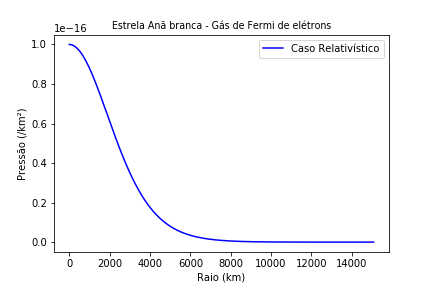 Estrela Anã branca - Gás de Fermi de elétrons
1e−16
Caso Relativístico
1.0
0.8
0.6
0.4
0.2
0.0
Pressão (/km²)
0 2000 4000 6000 8000 10000 12000 14000
Raio (km)